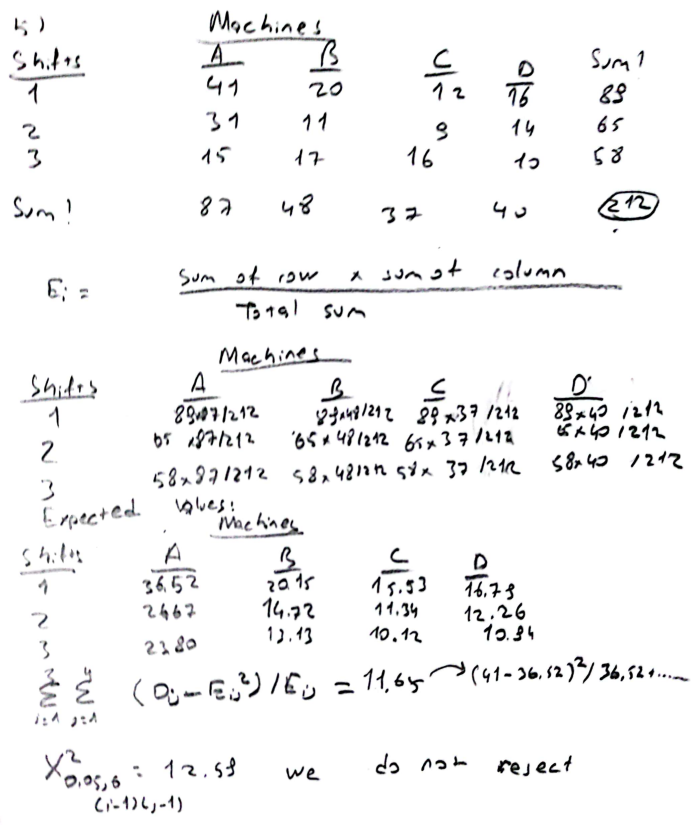 5)
Machines
Shifts A B C D Sum!
1 41 20 12 16 89
2 31 11 9 14 65
3 15 17 16 10 58
Sum! 87 48 37 40 212
Ei = Sum of row x sum of column
Total sum
Machines
Shifts A B C D
1 89x87/212 89x48/212 89x37/212 89x40/212
2 65x87/212 65x48/212 65x37/212 65x40/212
3 58x87/212 58x48/212 58x37/212 58x40/212
Expected values:
Machines
Shifts A B C D
1 36.52 20.15 15.53 16.79
2 2667 14.72 11.34 12.26
3 23.80 13.13 10.12 10.94
3 4
Σ Σ (Oij - Eij²) / Eij = 11,65 → (41-36,52)²/36,52+.....
i=1 j=1
X²0,05,6 = 12.59 we do not reject
(i-1)(j-1)